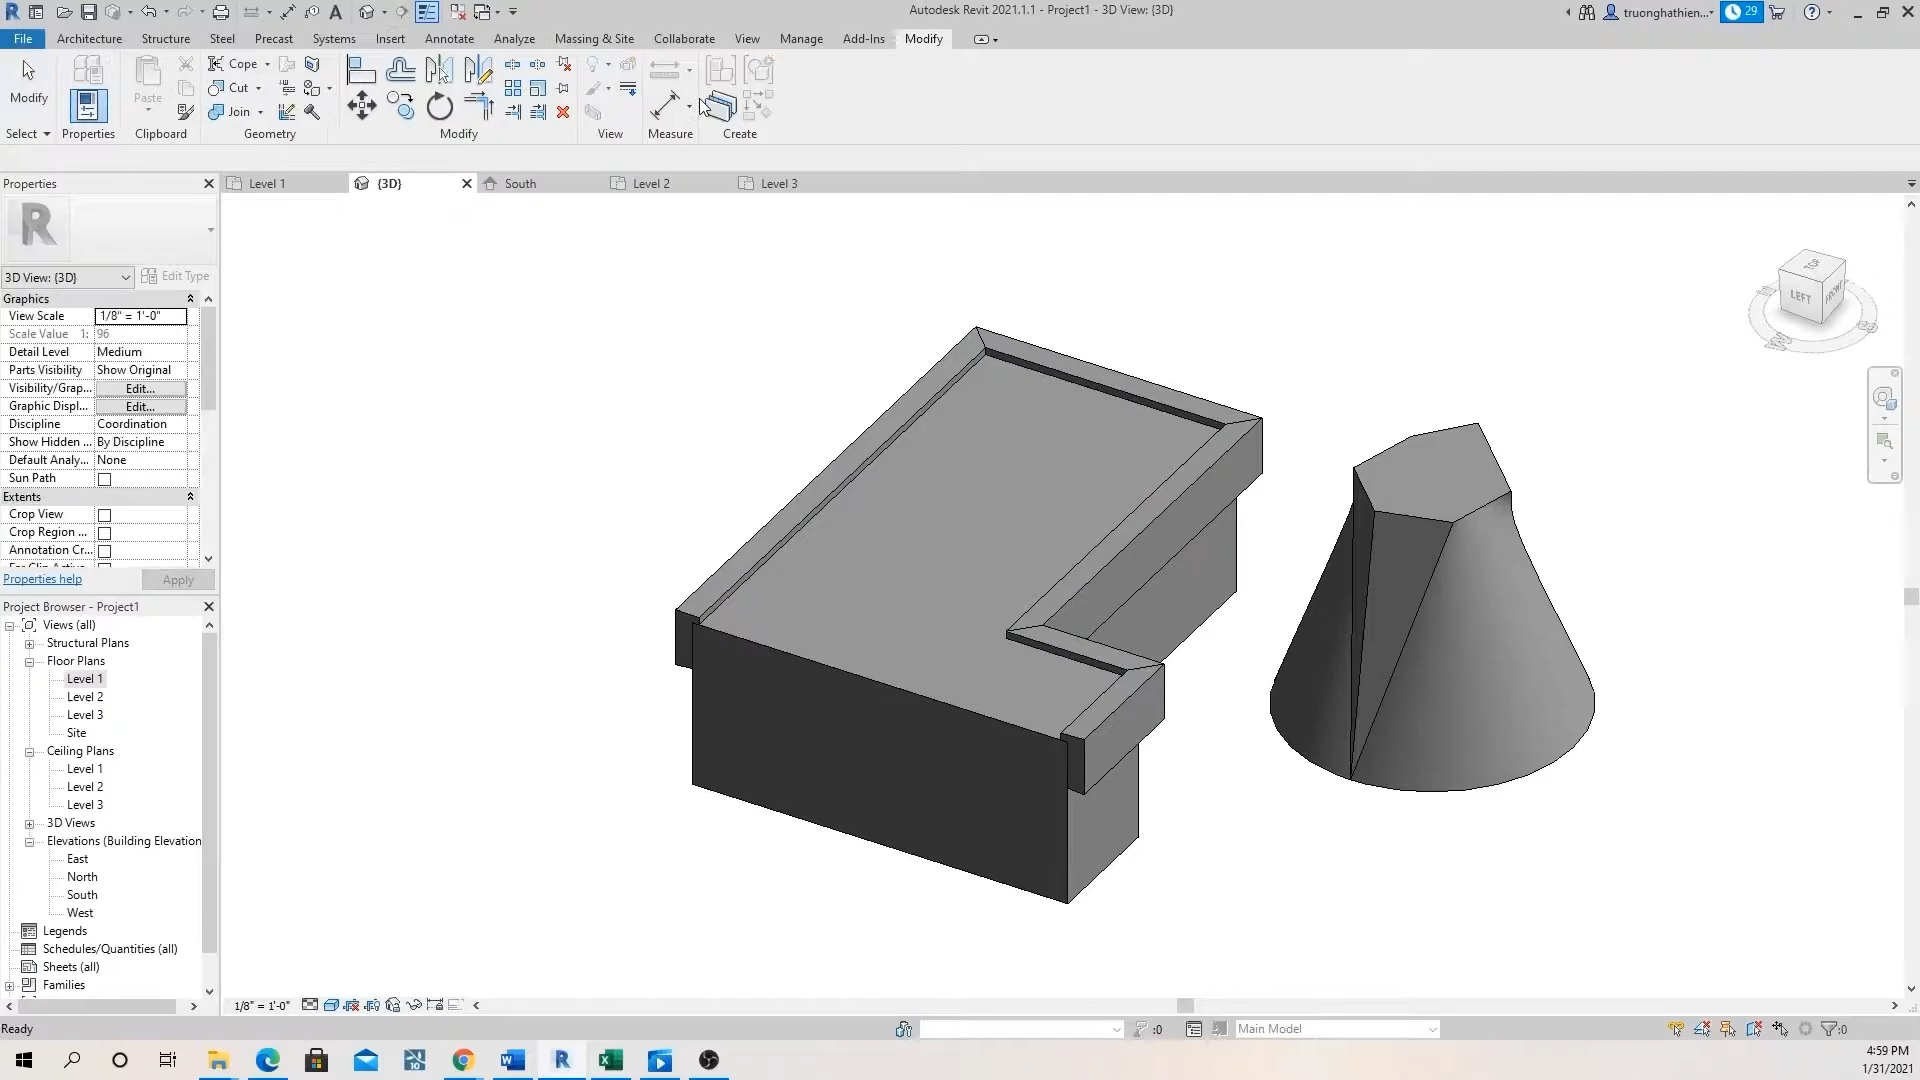 Autodesk Revit 2021.1.1 - Project1 - 3D View: {3D}
truonghathien...
29
File
Architecture
Structure
Steel
Precast
Systems
Insert
Annotate
Analyze
Massing & Site
Collaborate
View
Manage
Add-Ins
Modify
Modify
Paste
Cope
Cut
Join
Select
Properties
Clipboard
Geometry
Modify
View
Measure
Create
Properties
Level 1
{3D}
South
Level 2
Level 3
R
3D View: {3D}
Edit Type
Graphics
View Scale 1/8" = 1'-0"
Scale Value 1: 96
Detail Level Medium
Parts Visibility Show Original
Visibility/Grap... Edit...
Graphic Displ... Edit...
Discipline Coordination
Show Hidden ... By Discipline
Default Analy... None
Sun Path
Extents
Crop View
Crop Region ...
Annotation Cr...
Far Clip Active
Properties help
Apply
Project Browser - Project1
Views (all)
Structural Plans
Floor Plans
Level 1
Level 2
Level 3
Site
Ceiling Plans
Level 1
Level 2
Level 3
3D Views
Elevations (Building Elevation
East
North
South
West
Legends
Schedules/Quantities (all)
Sheets (all)
Families
TOP
LEFT
FRONT
1/8" = 1'-0"
Ready
:0
Main Model
:0
4:59 PM
1/31/2021